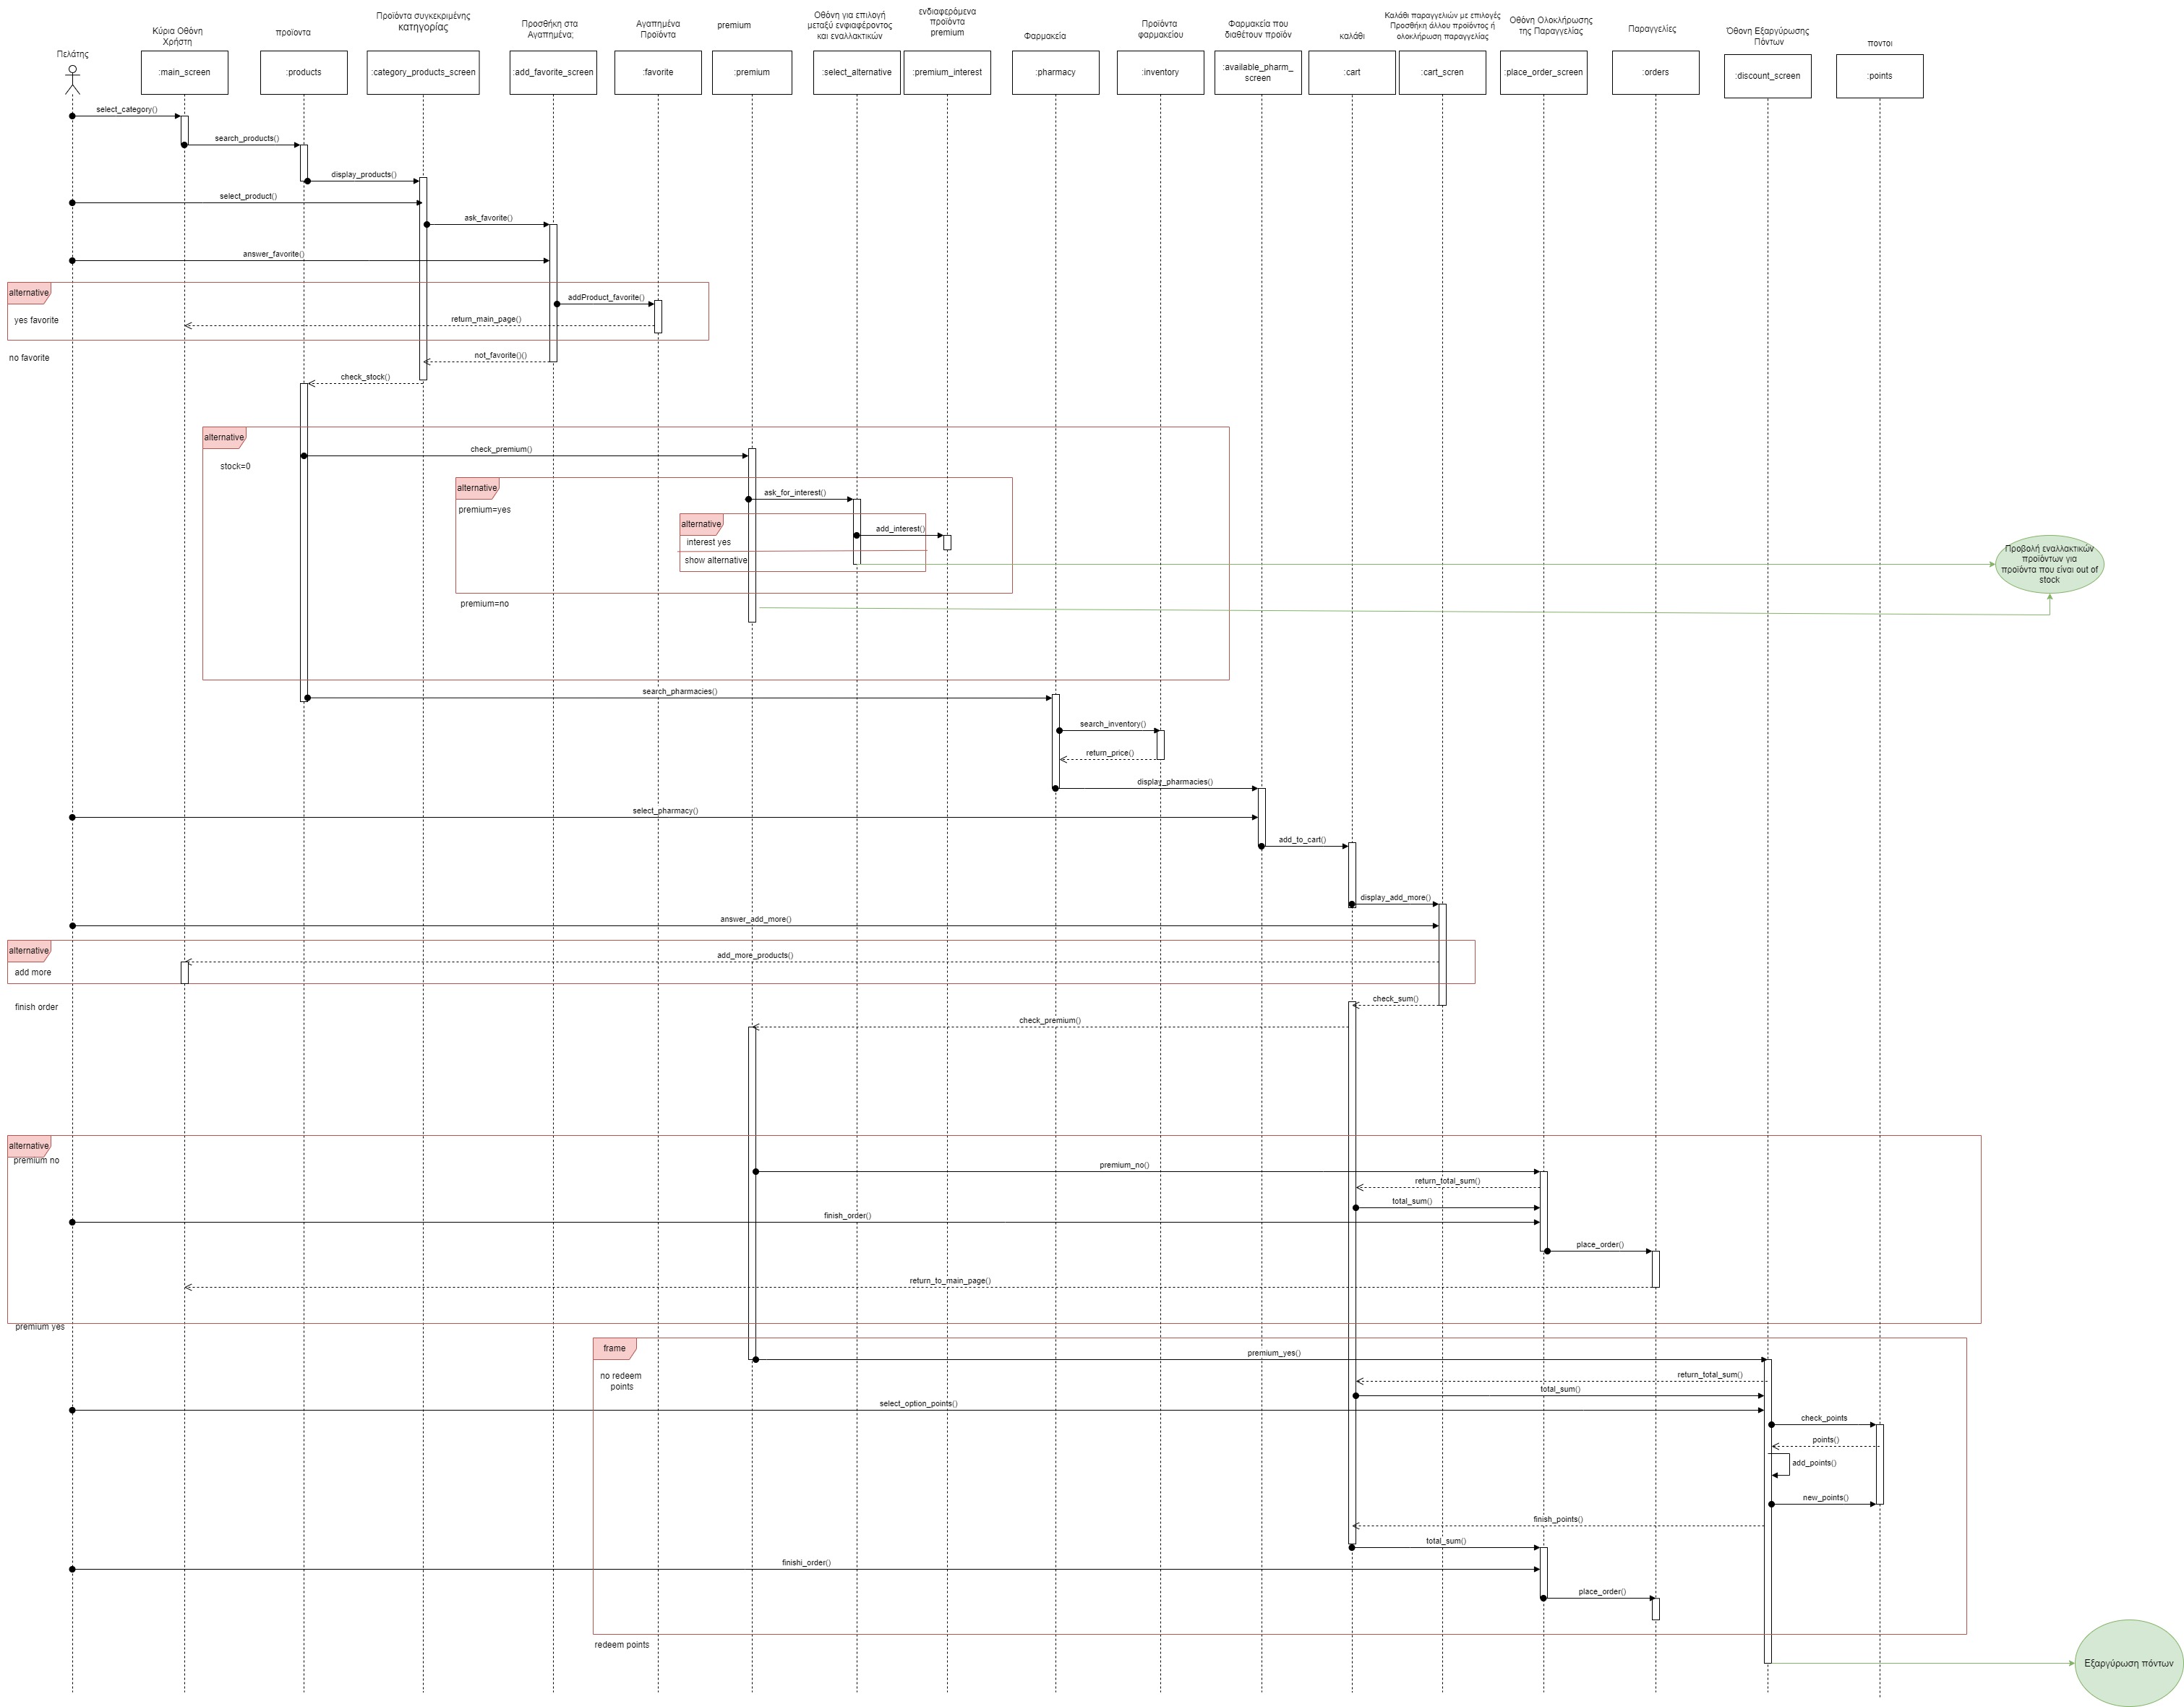 Πελάτης
Κύρια Οθόνη
Χρήστη
προϊοντα
Προϊόντα συγκεκριμένης
κατηγορίας
Προσθήκη στα
Αγαπημένα;
Αγαπημένα
Προϊόντα
premium
Οθόνη για επιλογή
μεταξύ ενφιαφέροντος
και εναλλακτικών
ενδιαφερόμενα
προϊόντα
premium
Φαρμακεία
Προϊόντα
φαρμακείου
Φαρμακεία που
διαθέτουν προϊόν
καλάθι
Καλάθι παραγγελιών με επιλογές
Προσθήκη άλλου προϊόντος ή
ολοκλήρωση παραγγελίας
Οθόνη Ολοκλήρωσης
της Παραγγελίας
Παραγγελίες
Όθονη Εξαργύρωσης
Πόντων
ποντοι
:main_screen
:products
:category_products_screen
:add_favorite_screen
:favorite
:premium
:select_alternative
:premium_interest
:pharmacy
:inventory
:available_pharm_
screen
:cart
:cart_scren
:place_order_screen
:orders
:discount_screen
:points
select_category()
search_products()
display_products()
select_product()
ask_favorite()
answer_favorite()
alternative
addProduct_favorite()
yes favorite
return_main_page()
no favorite
not_favorite()()
check_stock()
alternative
check_premium()
stock=0
alternative
ask_for_interest()
premium=yes
alternative
add_interest()
interest yes
show alternative
Προβολή εναλλακτικών
προϊόντων για
προϊόντα που είναι out of
stock
premium=no
search_pharmacies()
search_inventory()
return_price()
display_pharmacies()
select_pharmacy()
add_to_cart()
display_add_more()
answer_add_more()
alternative
add_more_products()
add more
finish order
check_sum()
check_premium()
alternative
premium no
premium_no()
return_total_sum()
total_sum()
finish_order()
place_order()
return_to_main_page()
premium yes
frame
premium_yes()
no redeem
points
return_total_sum()
total_sum()
select_option_points()
check_points
points()
add_points()
new_points()
finish_points()
total_sum()
finishi_order()
place_order()
redeem points
Εξαργύρωση πόντων